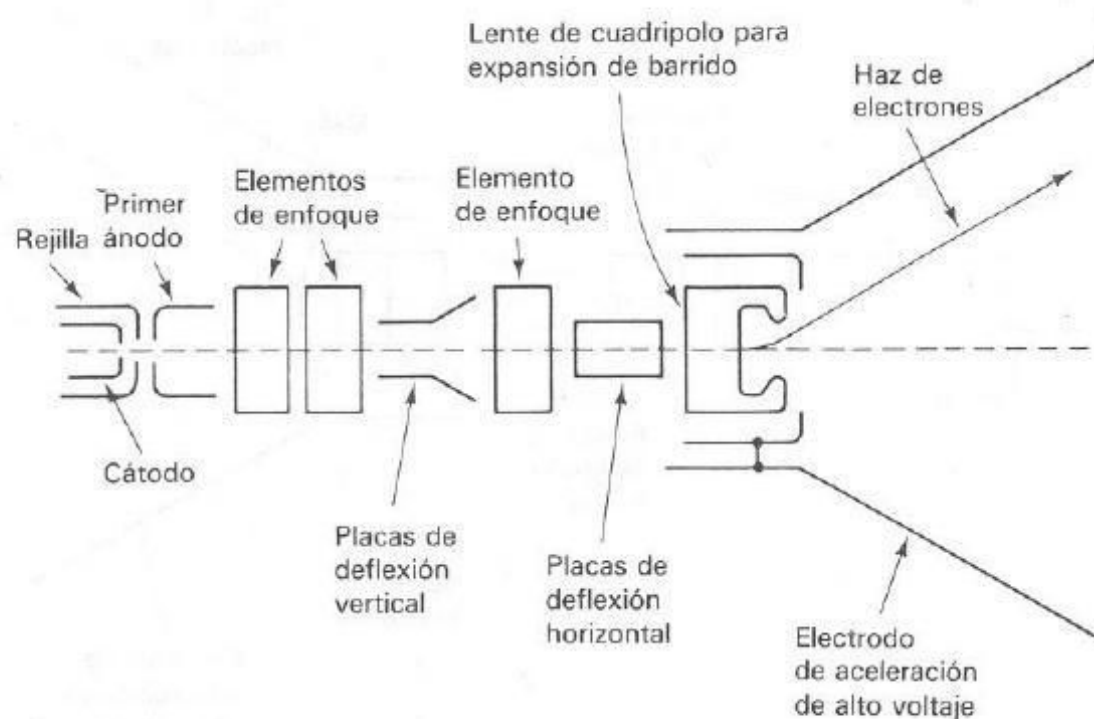 Lente de cuadripolo para
expansión de barrido
Haz de
electrones
Elementos
de enfoque
Elemento
de enfoque
Primer
ánodo
Rejilla
Cátodo
Placas de
deflexión
vertical
Placas de
deflexión
horizontal
Electrodo
de aceleración
de alto voltaje